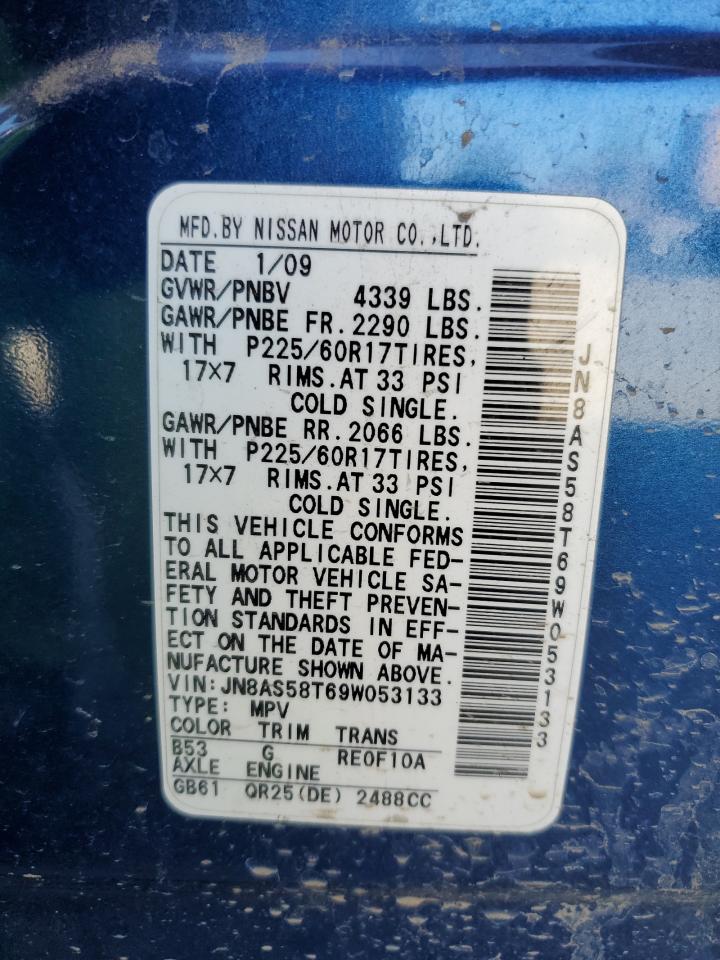 MFD.BY NISSAN MOTOR CO.,LTD.
DATE 1/09
GVWR/PNBV 4339 LBS.
GAWR/PNBE FR.2290 LBS.
WITH P225/60R17TIRES,
17×7 RIMS.AT 33 PSI
COLD SINGLE.
GAWR/PNBE RR.2066 LBS.
WITH P225/60R17TIRES,
17×7 RIMS.AT 33 PSI
COLD SINGLE.
THIS VEHICLE CONFORMS
TO ALL APPLICABLE FED-
ERAL MOTOR VEHICLE SA-
FETY AND THEFT PREVEN-
TION STANDARDS IN EFF-
ECT ON THE DATE OF MA-
NUFACTURE SHOWN ABOVE.
VIN:JN8AS58T69W053133
TYPE: MPV
COLOR TRIM TRANS
B53 G RE0F10A
AXLE ENGINE
GB61 QR25(DE) 2488CC
JN8AS58T69W053133